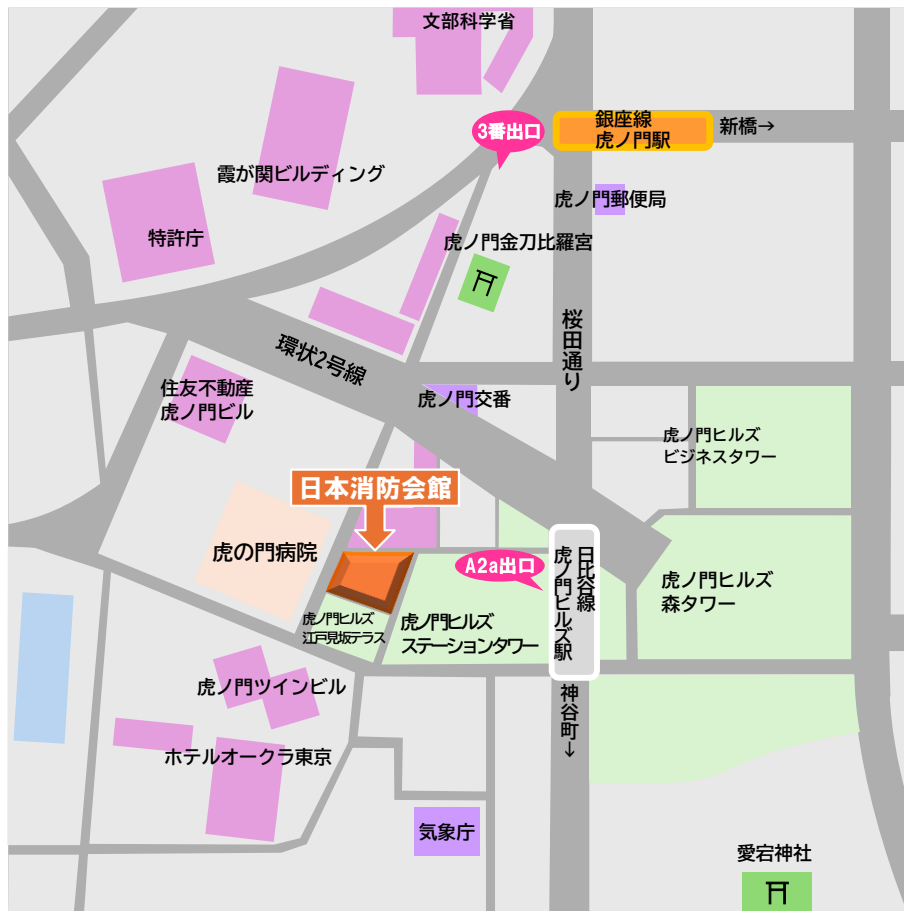 文部科学省
銀座線
虎ノ門駅
新橋→
3番出口
霞が関ビルディング
虎ノ門郵便局
特許庁
虎ノ門金刀比羅宮
桜田通り
環状2号線
住友不動産
虎ノ門ビル
虎ノ門交番
虎ノ門ヒルズ
ビジネスタワー
日本消防会館
虎の門病院
A2a出口
日比谷線
虎ノ門ヒルズ駅
虎ノ門ヒルズ
森タワー
虎ノ門ヒルズ
江戸見坂テラス
虎ノ門ヒルズ
ステーションタワー
虎ノ門ツインビル
神谷町→
ホテルオークラ東京
気象庁
愛宕神社